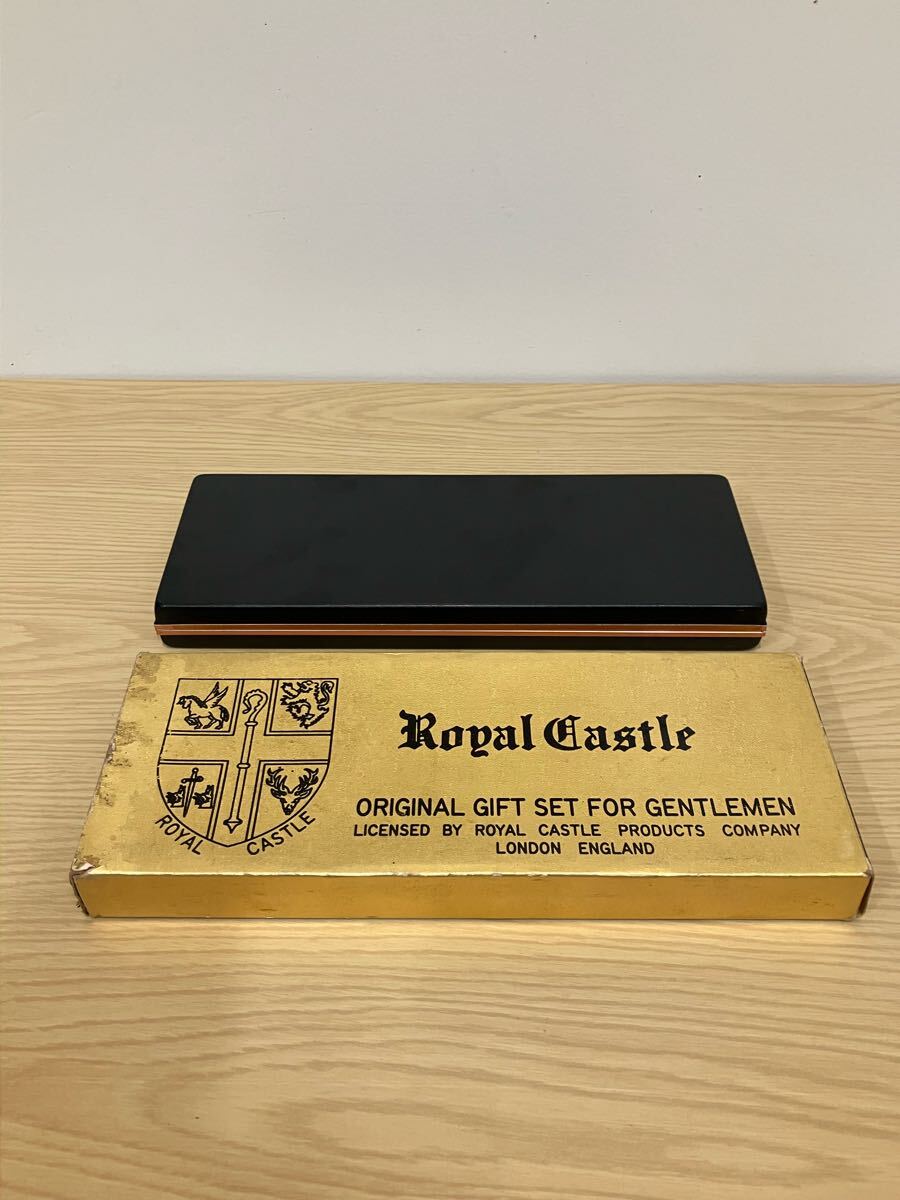 Royal Castle
ORIGINAL GIFT SET FOR GENTLEMEN
LICENSED BY ROYAL CASTLE PRODUCTS COMPANY
LONDON ENGLAND
ROYAL CASTLE